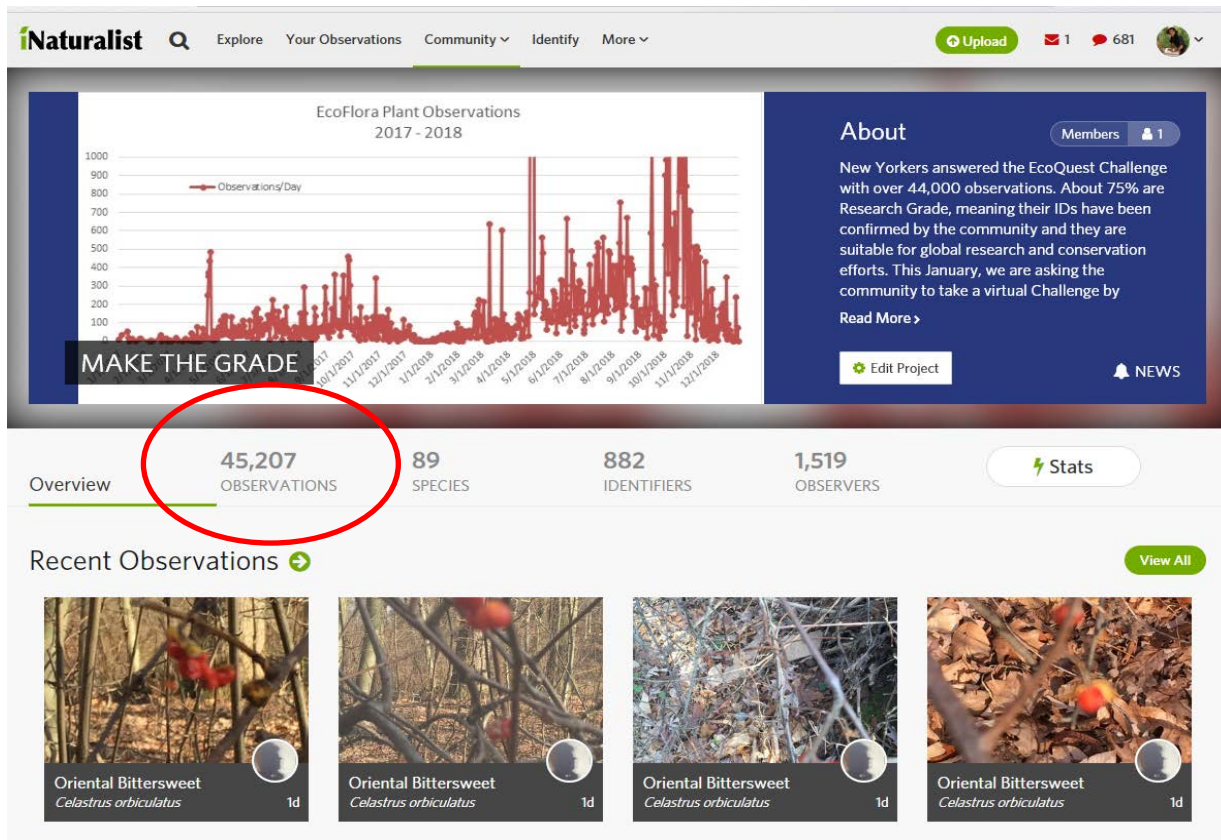 iNaturalist Explore Your Observations Community Identify More Upload 1 681
EcoFlora Plant Observations
2017 - 2018
1000
900
800
700
600
500
400
300
200
100
0
Observations/Day
10/1/2017 11/1/2017 12/1/2017 1/1/2018 2/1/2018 3/1/2018 4/1/2018 5/1/2018 6/1/2018 7/1/2018 8/1/2018 9/1/2018 10/1/2018 11/1/2018 12/1/2018
MAKE THE GRADE
About
Members 1
New Yorkers answered the EcoQuest Challenge
with over 44,000 observations. About 75% are
Research Grade, meaning their IDs have been
confirmed by the community and they are
suitable for global research and conservation
efforts. This January, we are asking the
community to take a virtual Challenge by
Read More >
Edit Project
NEWS
Overview
45,207
OBSERVATIONS
89
SPECIES
882
IDENTIFIERS
1,519
OBSERVERS
Stats
Recent Observations
View All
Oriental Bittersweet
Celastrus orbiculatus 1d
Oriental Bittersweet
Celastrus orbiculatus 1d
Oriental Bittersweet
Celastrus orbiculatus 1d
Oriental Bittersweet
Celastrus orbiculatus 1d